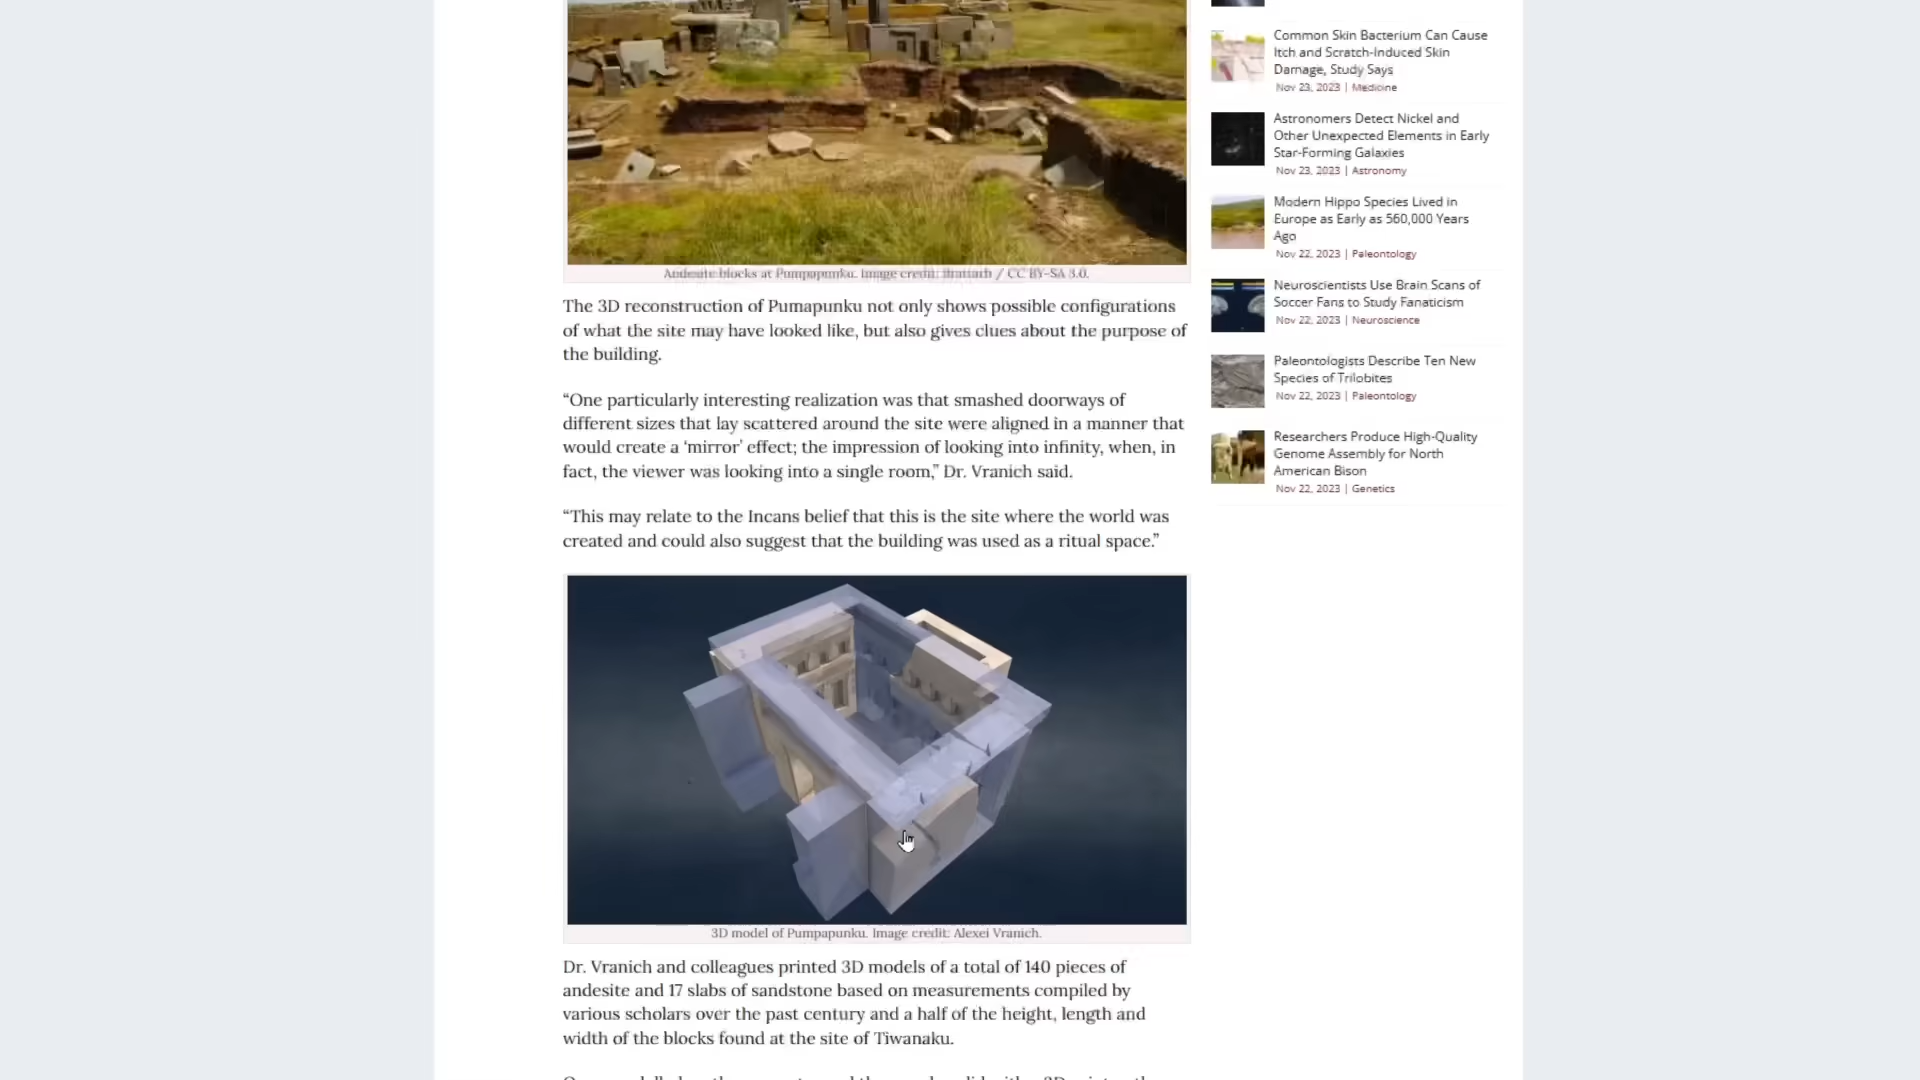 Andesite blocks at Pumpapunku. Image credit: / CC BY-SA 3.0.
The 3D reconstruction of Pumapunku not only shows possible configurations
of what the site may have looked like, but also gives clues about the purpose of
the building.
“One particularly interesting realization was that smashed doorways of
different sizes that lay scattered around the site were aligned in a manner that
would create a ‘mirror’ effect; the impression of looking into infinity, when, in
fact, the viewer was looking into a single room,” Dr. Vranich said.
“This may relate to the Incans belief that this is the site where the world was
created and could also suggest that the building was used as a ritual space.”
3D model of Pumpapunku. Image credit: Alexei Vranich.
Dr. Vranich and colleagues printed 3D models of a total of 140 pieces of
andesite and 17 slabs of sandstone based on measurements compiled by
various scholars over the past century and a half of the height, length and
width of the blocks found at the site of Tiwanaku.
Common Skin Bacterium Can Cause
Itch and Scratch-Induced Skin
Damage, Study Says
Nov 23, 2023 | Medicine
Astronomers Detect Nickel and
Other Unexpected Elements in Early
Star-Forming Galaxies
Nov 23, 2023 | Astronomy
Modern Hippo Species Lived in
Europe as Early as 560,000 Years
Ago
Nov 22, 2023 | Paleontology
Neuroscientists Use Brain Scans of
Soccer Fans to Study Fanaticism
Nov 22, 2023 | Neuroscience
Paleontologists Describe Ten New
Species of Trilobites
Nov 22, 2023 | Paleontology
Researchers Produce High-Quality
Genome Assembly for North
American Bison
Nov 22, 2023 | Genetics